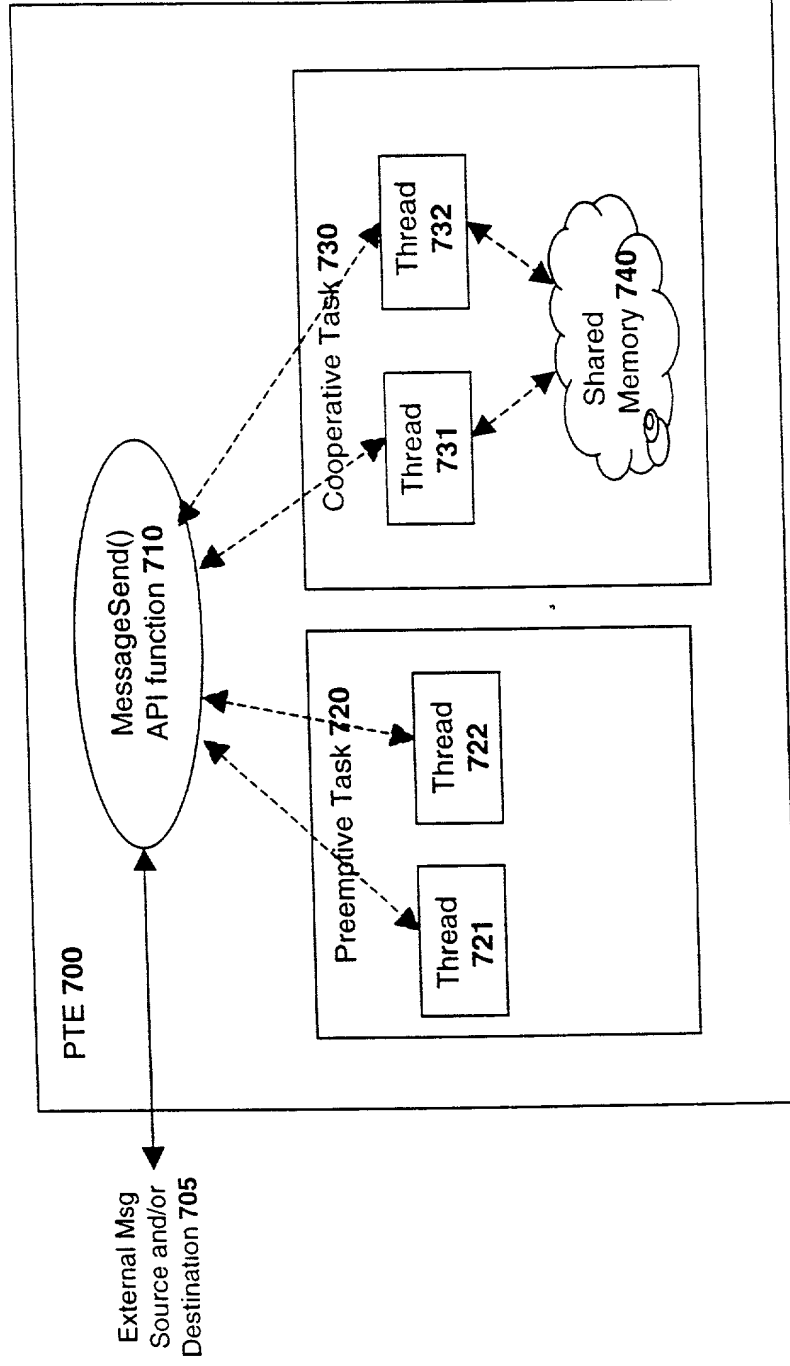 PTE 700
External Msg
Source and/or
Destination 705
MessageSend()
API function 710
Preemptive Task 720
Thread
721
Thread
722
Cooperative Task 730
Thread
731
Thread
732
Shared
Memory 740